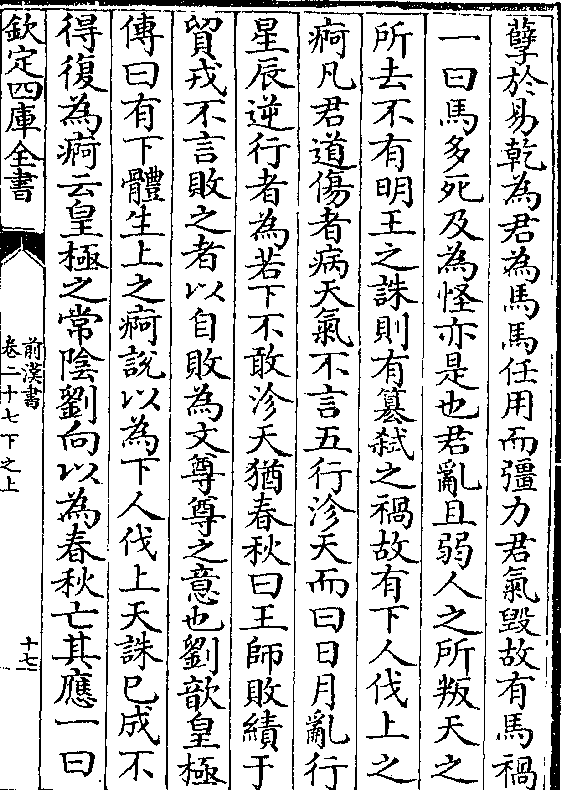 孽於易乾為君為馬馬任用而彊力君氣毀故有馬禍
一曰馬多死及為怪亦是也君亂且弱人之所叛天之
所去不有明王之誅則有篡弑之禍故有下人伐上之
痾凡君道傷者病天氣不言五行沴天而曰日月亂行
星辰逆行者為若下不敢沴天猶春秋曰王師敗績于
貿戎不言敗之者以自敗為文尊尊之意也劉歆皇極
傳曰有下體生上之痾說以為下人伐上天誅已成不
得復為痾云皇極之常隂劉向以為春秋亡其應一曰
欽定四庫全書
前漢書
卷二十七下之上
十七